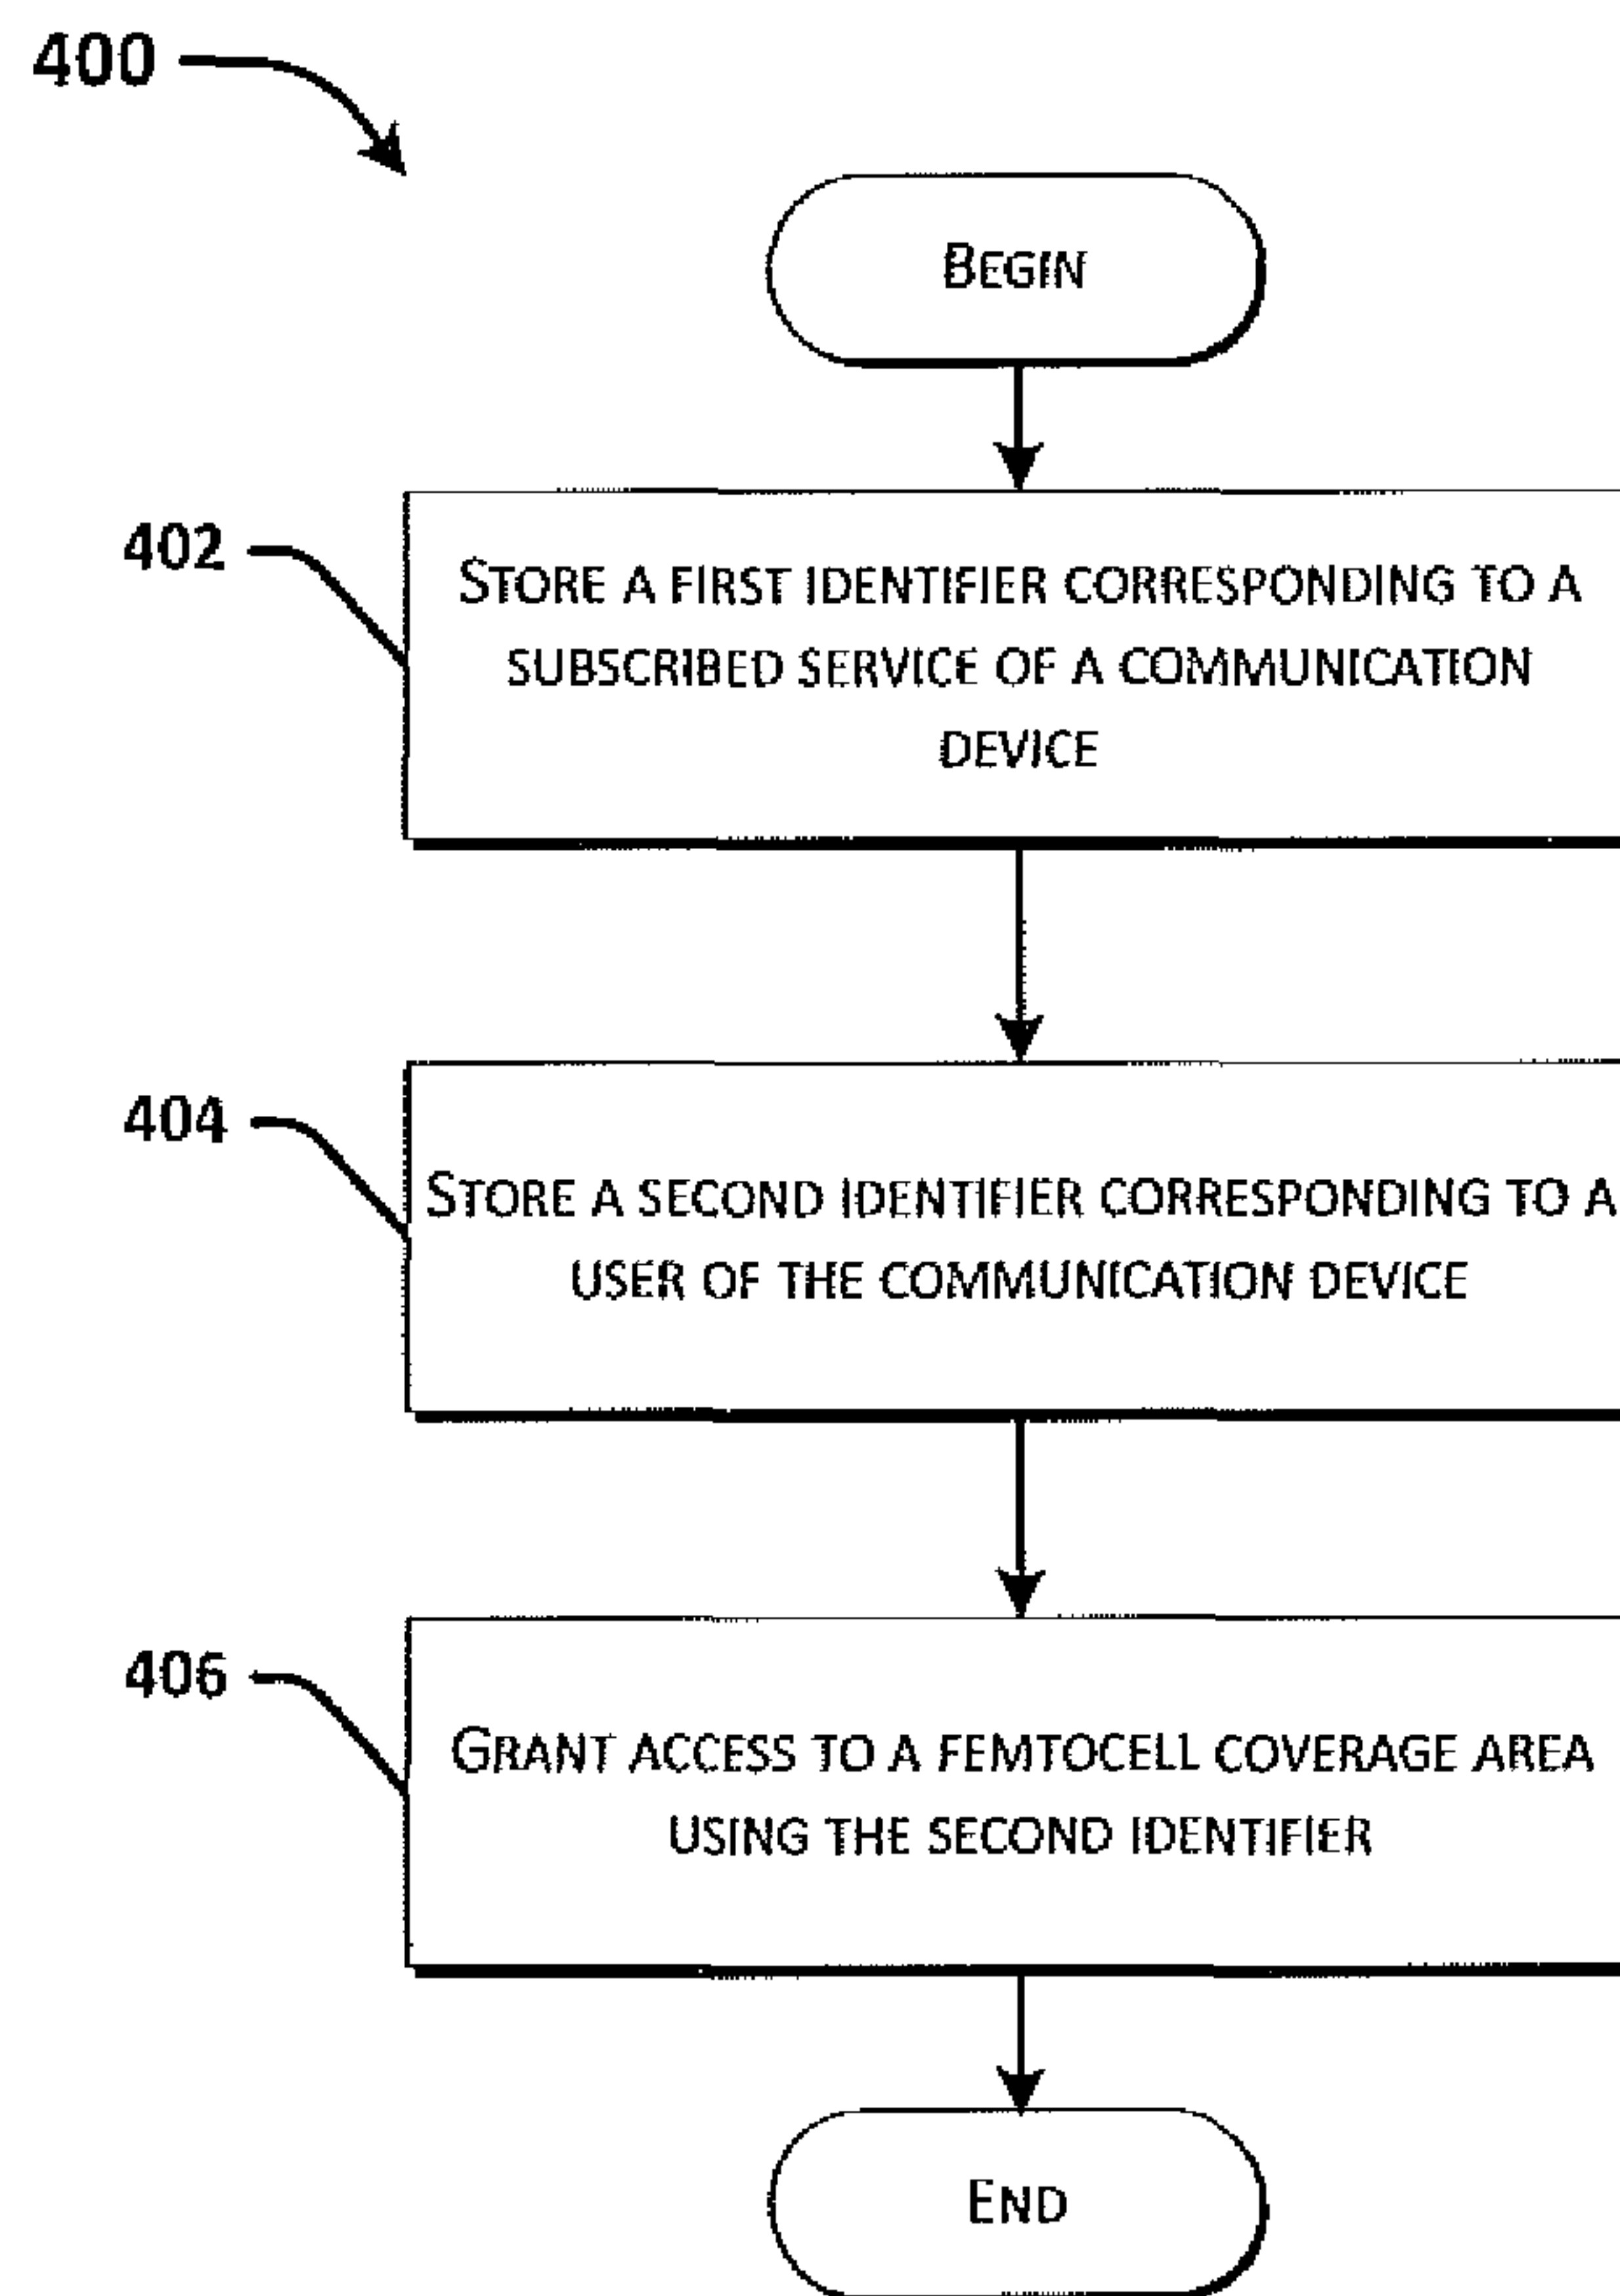 400
BEGIN
402
STORE A FIRST IDENTIFIER CORRESPONDING TO A
SUBSCRIBED SERVICE OF A COMMUNICATION
DEVICE
404
STORE A SECOND IDENTIFIER CORRESPONDING TO A
USER OF THE COMMUNICATION DEVICE
406
GRANT ACCESS TO A FEMTOCELL COVERAGE AREA
USING THE SECOND IDENTIFIER
END